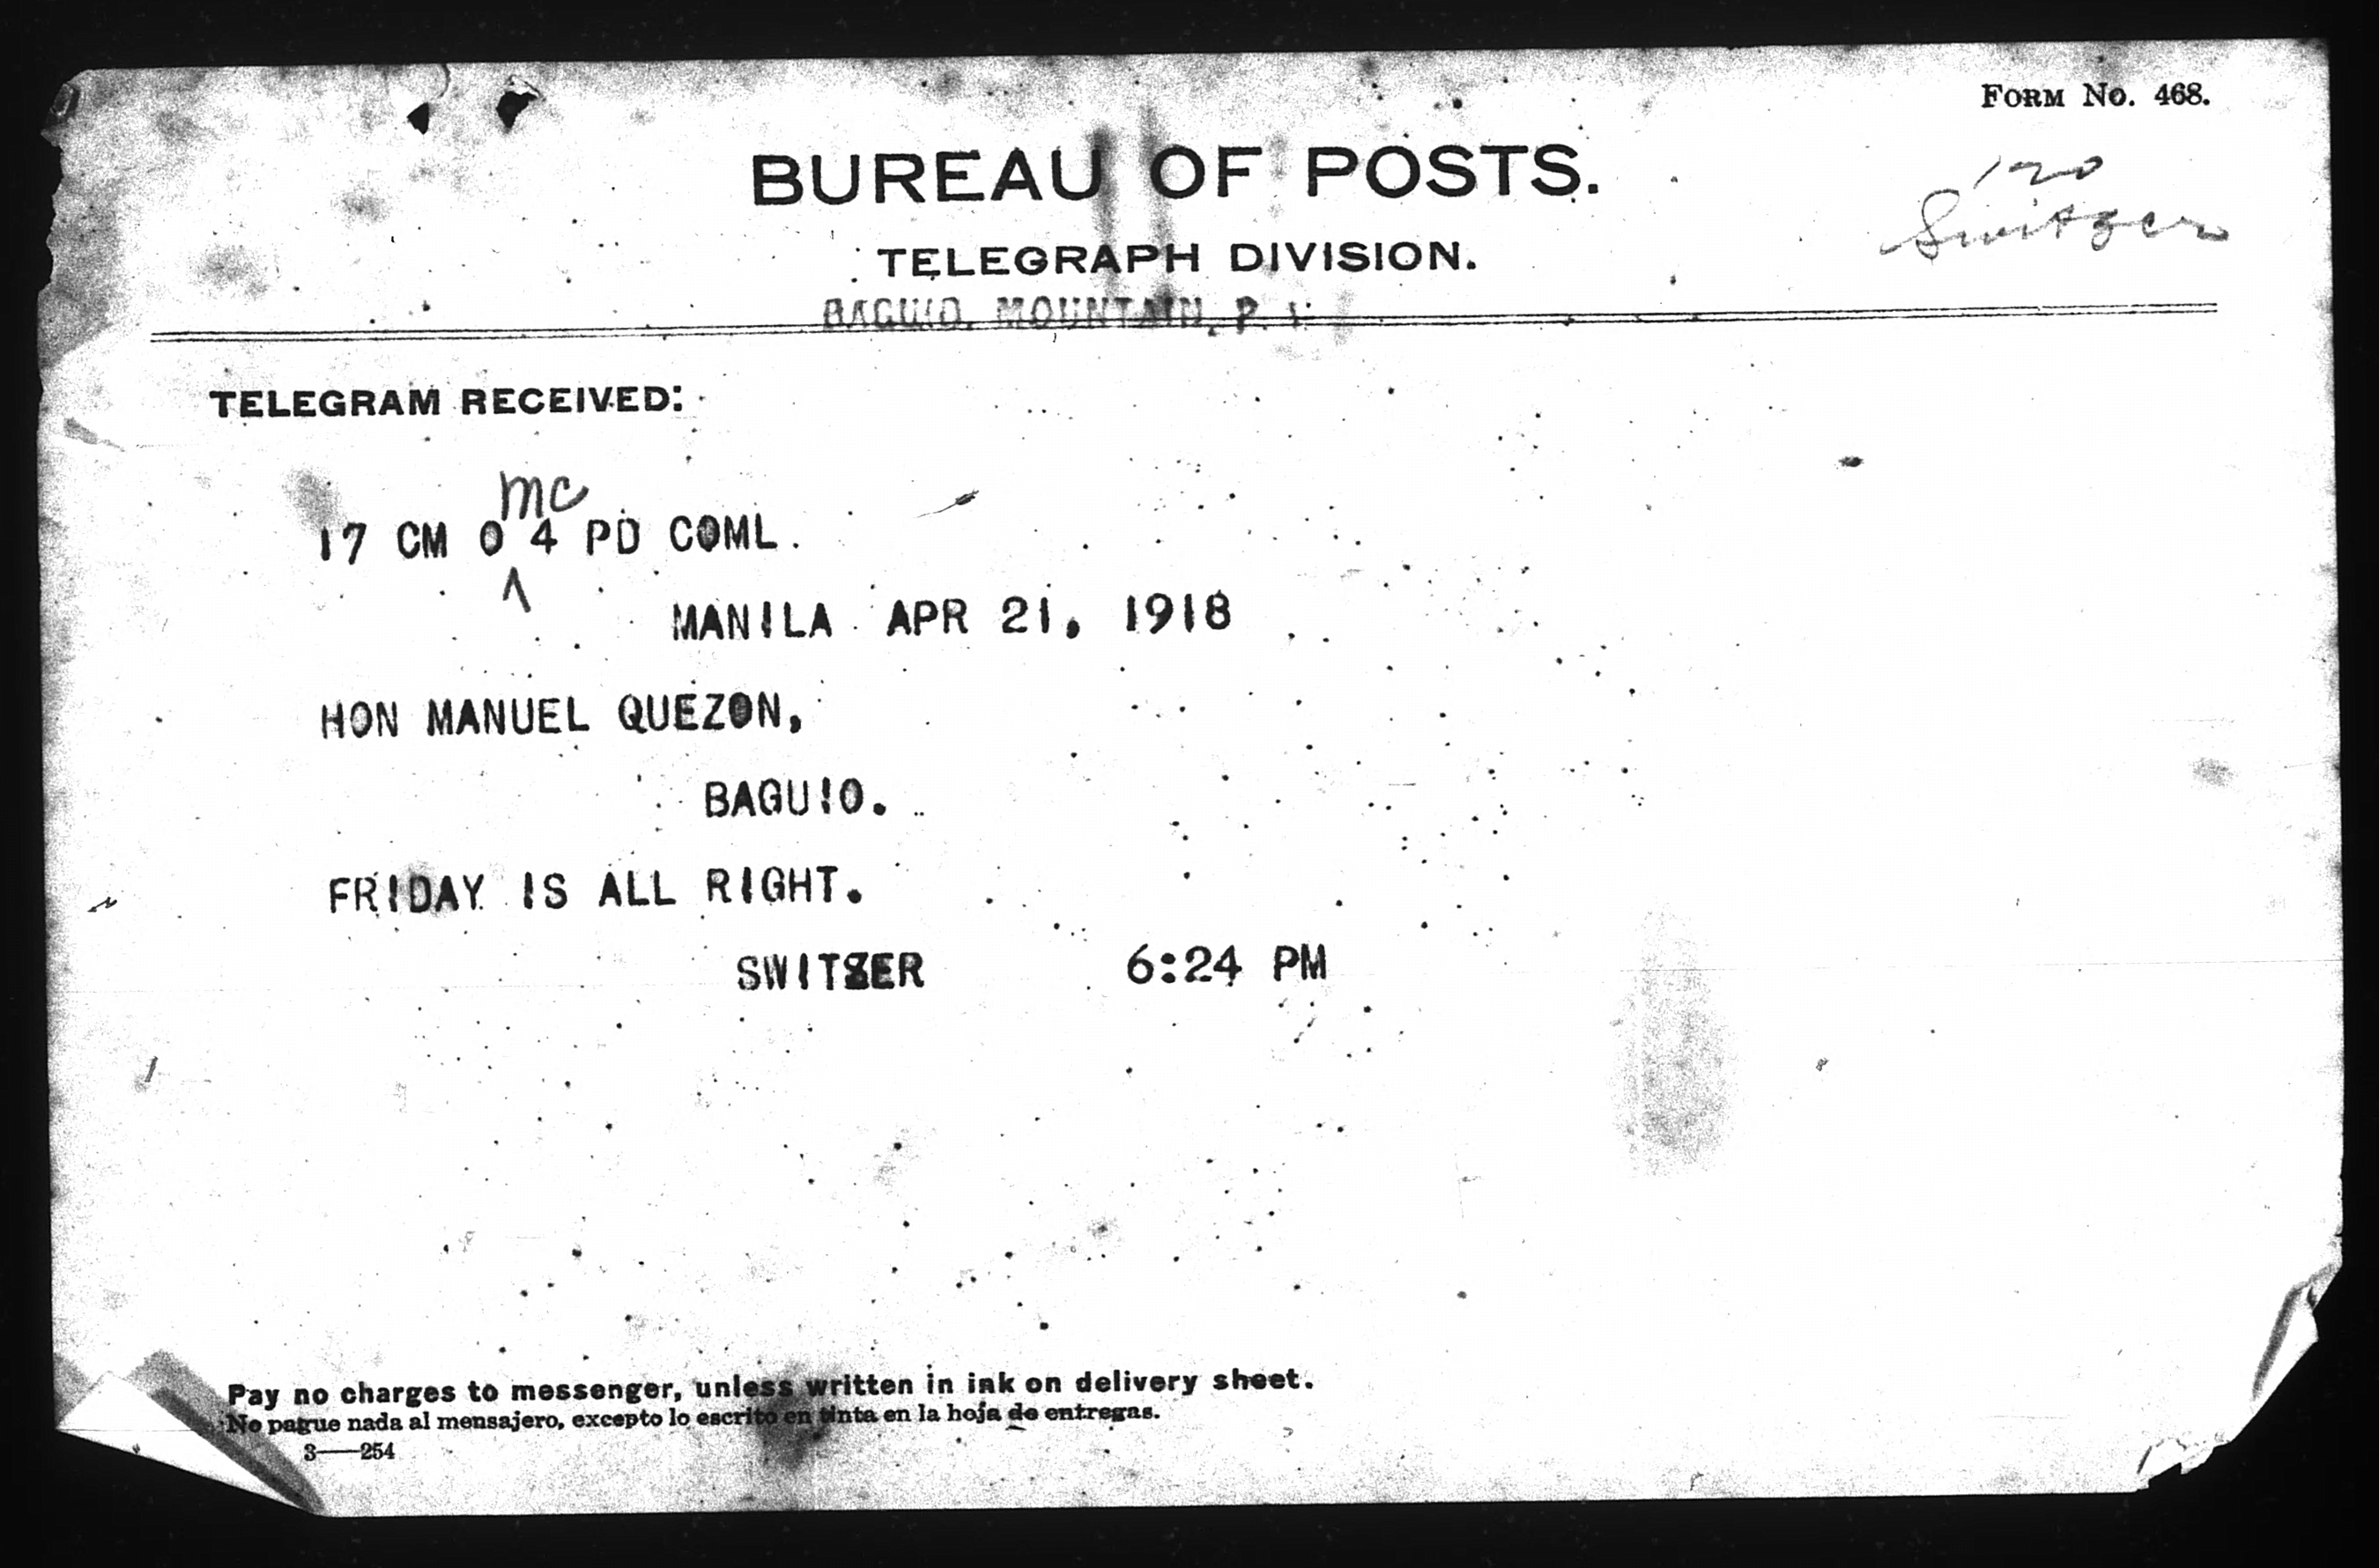 FORM No. 468.
120
Switzer
BUREAU OF POSTS.
TELEGRAPH DIVISION.
BAGUIO, MOUNTAIN, P. I.
TELEGRAM RECEIVED:
mc
17 CM O 4 PD COML.
MANILA APR 21, 1918
HON MANUEL QUEZON,
BAGUIO.
FRIDAY IS ALL RIGHT.
SWITZER 6:24 PM
Pay no charges to messenger, unless written in ink on delivery sheet.
No pague nada al mensajero, excepto lo escrito en tinta en la hoja de entregas.
3——254